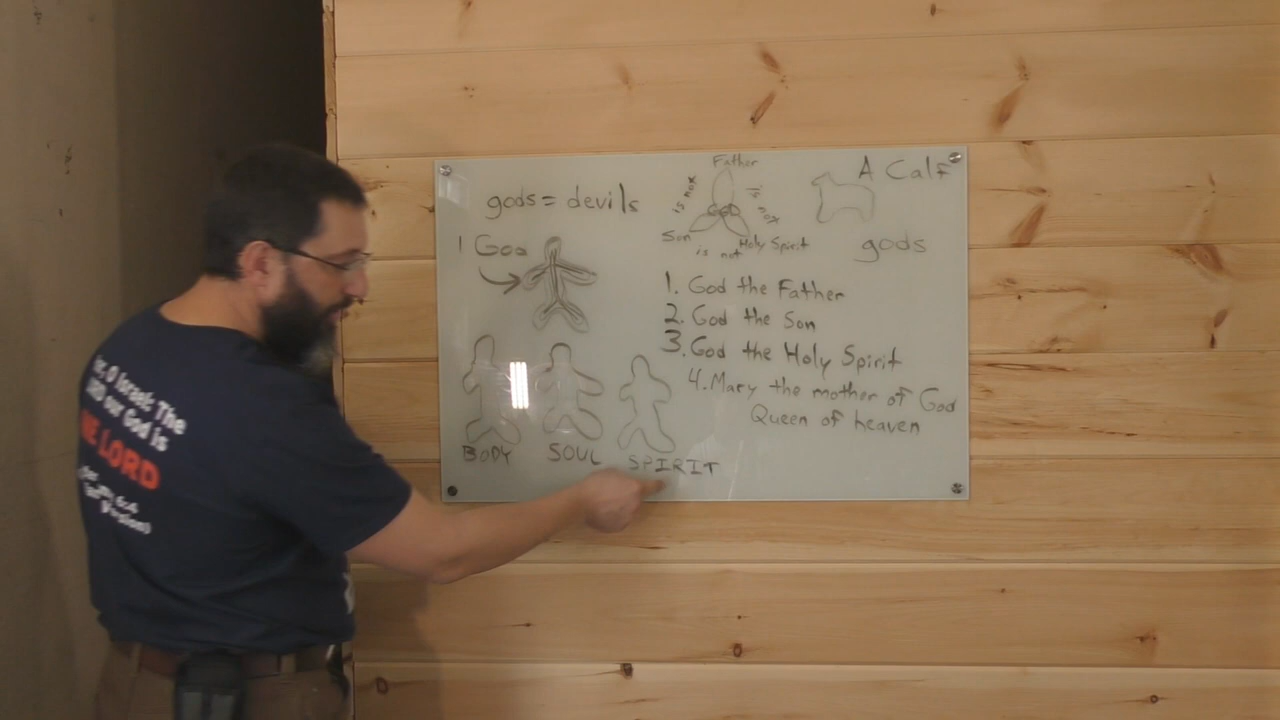 O Israel: The
LORD our God is
LORD
gods = devils
1 God
BODY
SOUL
SPIRIT
Father
is not
is not
God
Son
Holy Spirit
is not
A Calf
gods
1. God the Father
2. God the Son
3. God the Holy Spirit
4. Mary the mother of God
Queen of heaven